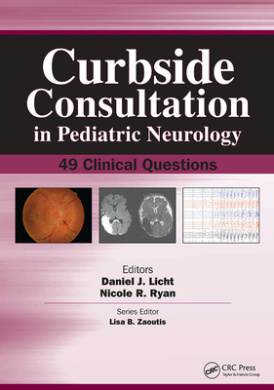 Curbside
Consultation
in Pediatric Neurology
49 Clinical Questions
Editors
Daniel J. Licht
Nicole R. Ryan
Series Editor
Lisa B. Zaoutis
CRC Press
Taylor & Francis Group